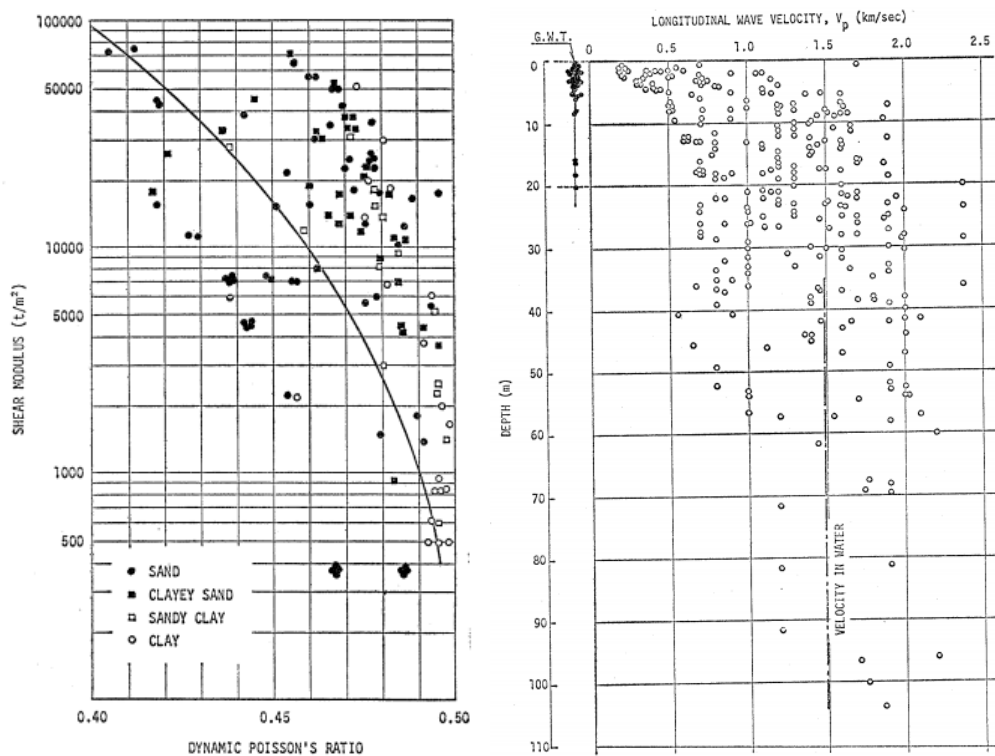 100000
50000
10000
5000
1000
500
SHEAR MODULUS (t/m²)
● SAND
■ CLAYEY SAND
□ SANDY CLAY
○ CLAY
0.40
0.45
0.50
DYNAMIC POISSON'S RATIO
LONGITUDINAL WAVE VELOCITY, Vp (km/sec)
G.W.T.
0
0.5
1.0
1.5
2.0
2.5
0
10
20
30
40
50
60
70
80
90
100
110
DEPTH (m)
VELOCITY IN WATER